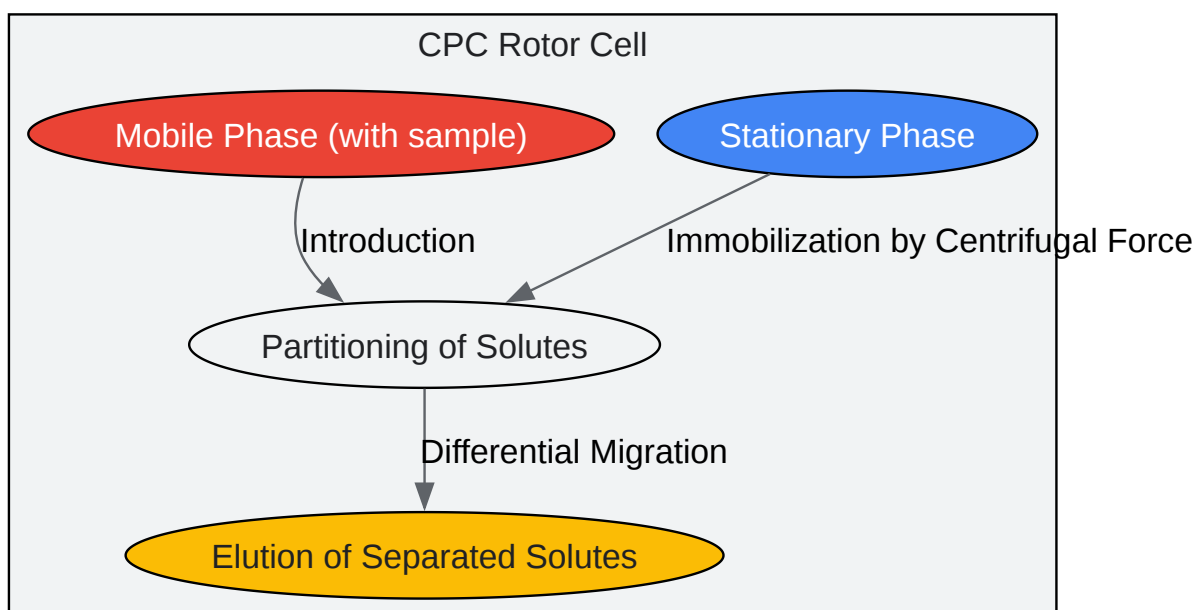 CPC Rotor Cell
Mobile Phase (with sample)
Stationary Phase
Introduction
Immobilization by Centrifugal Force
Partitioning of Solutes
Differential Migration
Elution of Separated Solutes